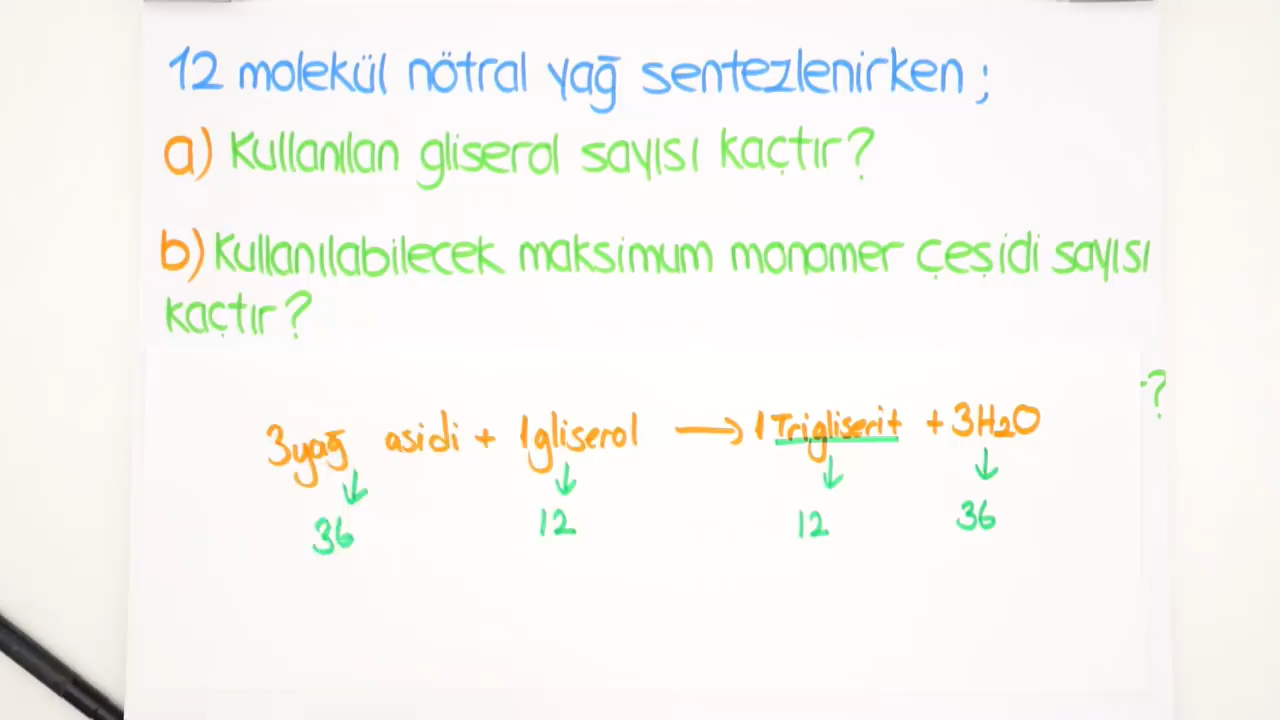 12 molekül nötral yağ sentezlenirken;
a) Kullanılan gliserol sayısı kaçtır?
b) Kullanılabilecek maksimum monomer çeşidi sayısı
kaçtır?
?
3yağ asidi + 1gliserol → 1Trigliserit + 3H2O
↓ ↓ ↓ ↓
36 12 12 36